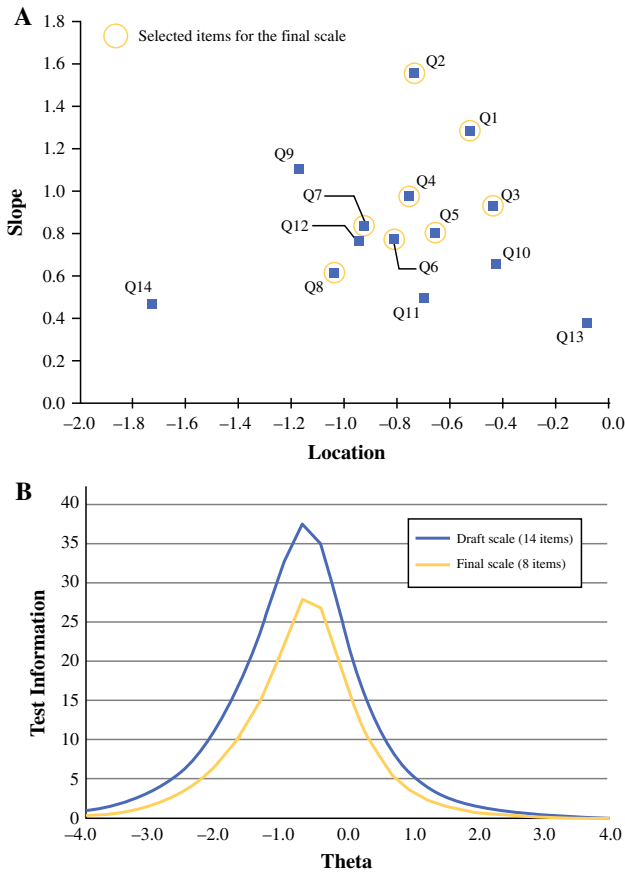 A
1.8
Selected items for the final scale
Q2
1.6
1.4
Q1
1.2
Q9
1.0
Q4
Q7
Q3
Q5
Q12
0.8
Q6
Q10
0.6
Q8
Q14
Q11
0.4
Q13
0.2
0.0
Slope
–2.0 –1.8 –1.6 –1.4 –1.2 –1.0 –0.8 –0.6 –0.4 –0.2 0.0
Location
B
40
35
30
25
20
15
10
5
0
Test Information
Draft scale (14 items)
Final scale (8 items)
–4.0 –3.0 –2.0 –1.0 0.0 1.0 2.0 3.0 4.0
Theta